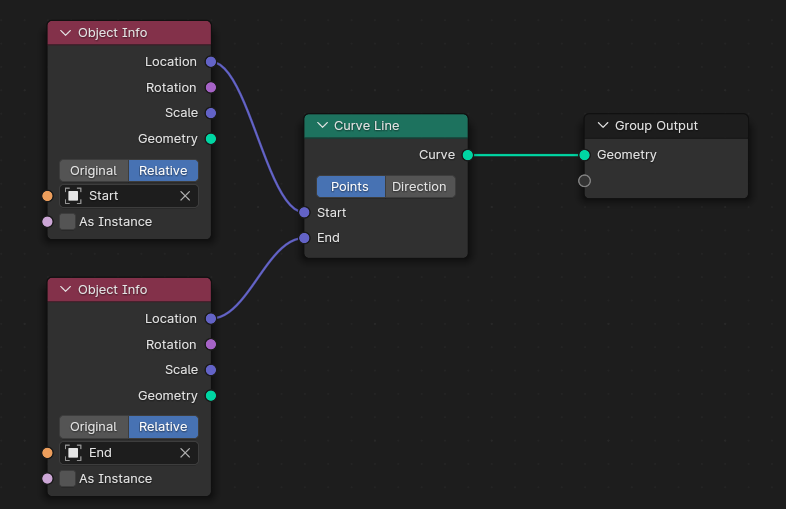 Object Info
Location
Rotation
Scale
Geometry
Original Relative
Start
As Instance
Curve Line
Curve
Points Direction
Start
End
Group Output
Geometry
Object Info
Location
Rotation
Scale
Geometry
Original Relative
End
As Instance